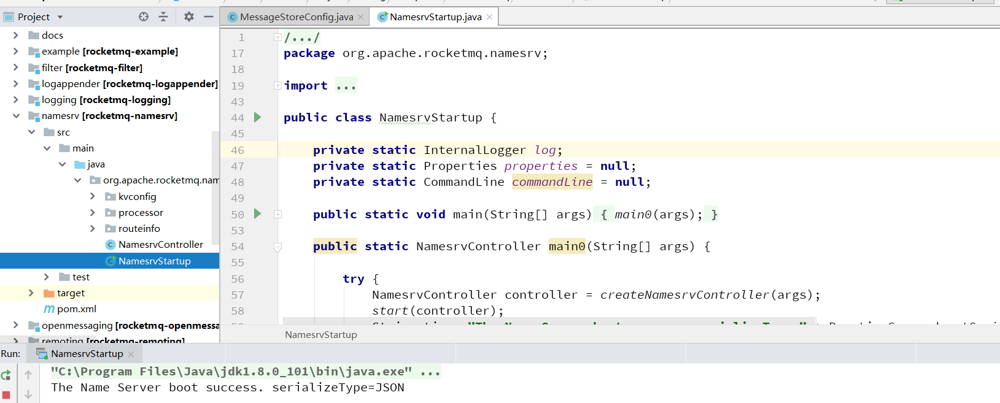 Project
docs
example [rocketmq-example]
filter [rocketmq-filter]
logappender [rocketmq-logappender]
logging [rocketmq-logging]
namesrv [rocketmq-namesrv]
src
main
java
org.apache.rocketmq.nam
kvconfig
processor
routeinfo
NamesrvController
NamesrvStartup
test
target
pom.xml
openmessaging [rocketmq-openmessa
remoting [rocketmq-remoting]
MessageStoreConfig.java
NamesrvStartup.java
1 /.../
17 package org.apache.rocketmq.namesrv;
18
19 import ...
43
44 public class NamesrvStartup {
45
46 private static InternalLogger log;
47 private static Properties properties = null;
48 private static CommandLine commandLine = null;
49
50 public static void main(String[] args) { main0(args); }
53
54 public static NamesrvController main0(String[] args) {
55
56 try {
57 NamesrvController controller = createNamesrvController(args);
58 start(controller);
NamesrvStartup
Run: NamesrvStartup
"C:\Program Files\Java\jdk1.8.0_101\bin\java.exe" ...
The Name Server boot success. serializeType=JSON